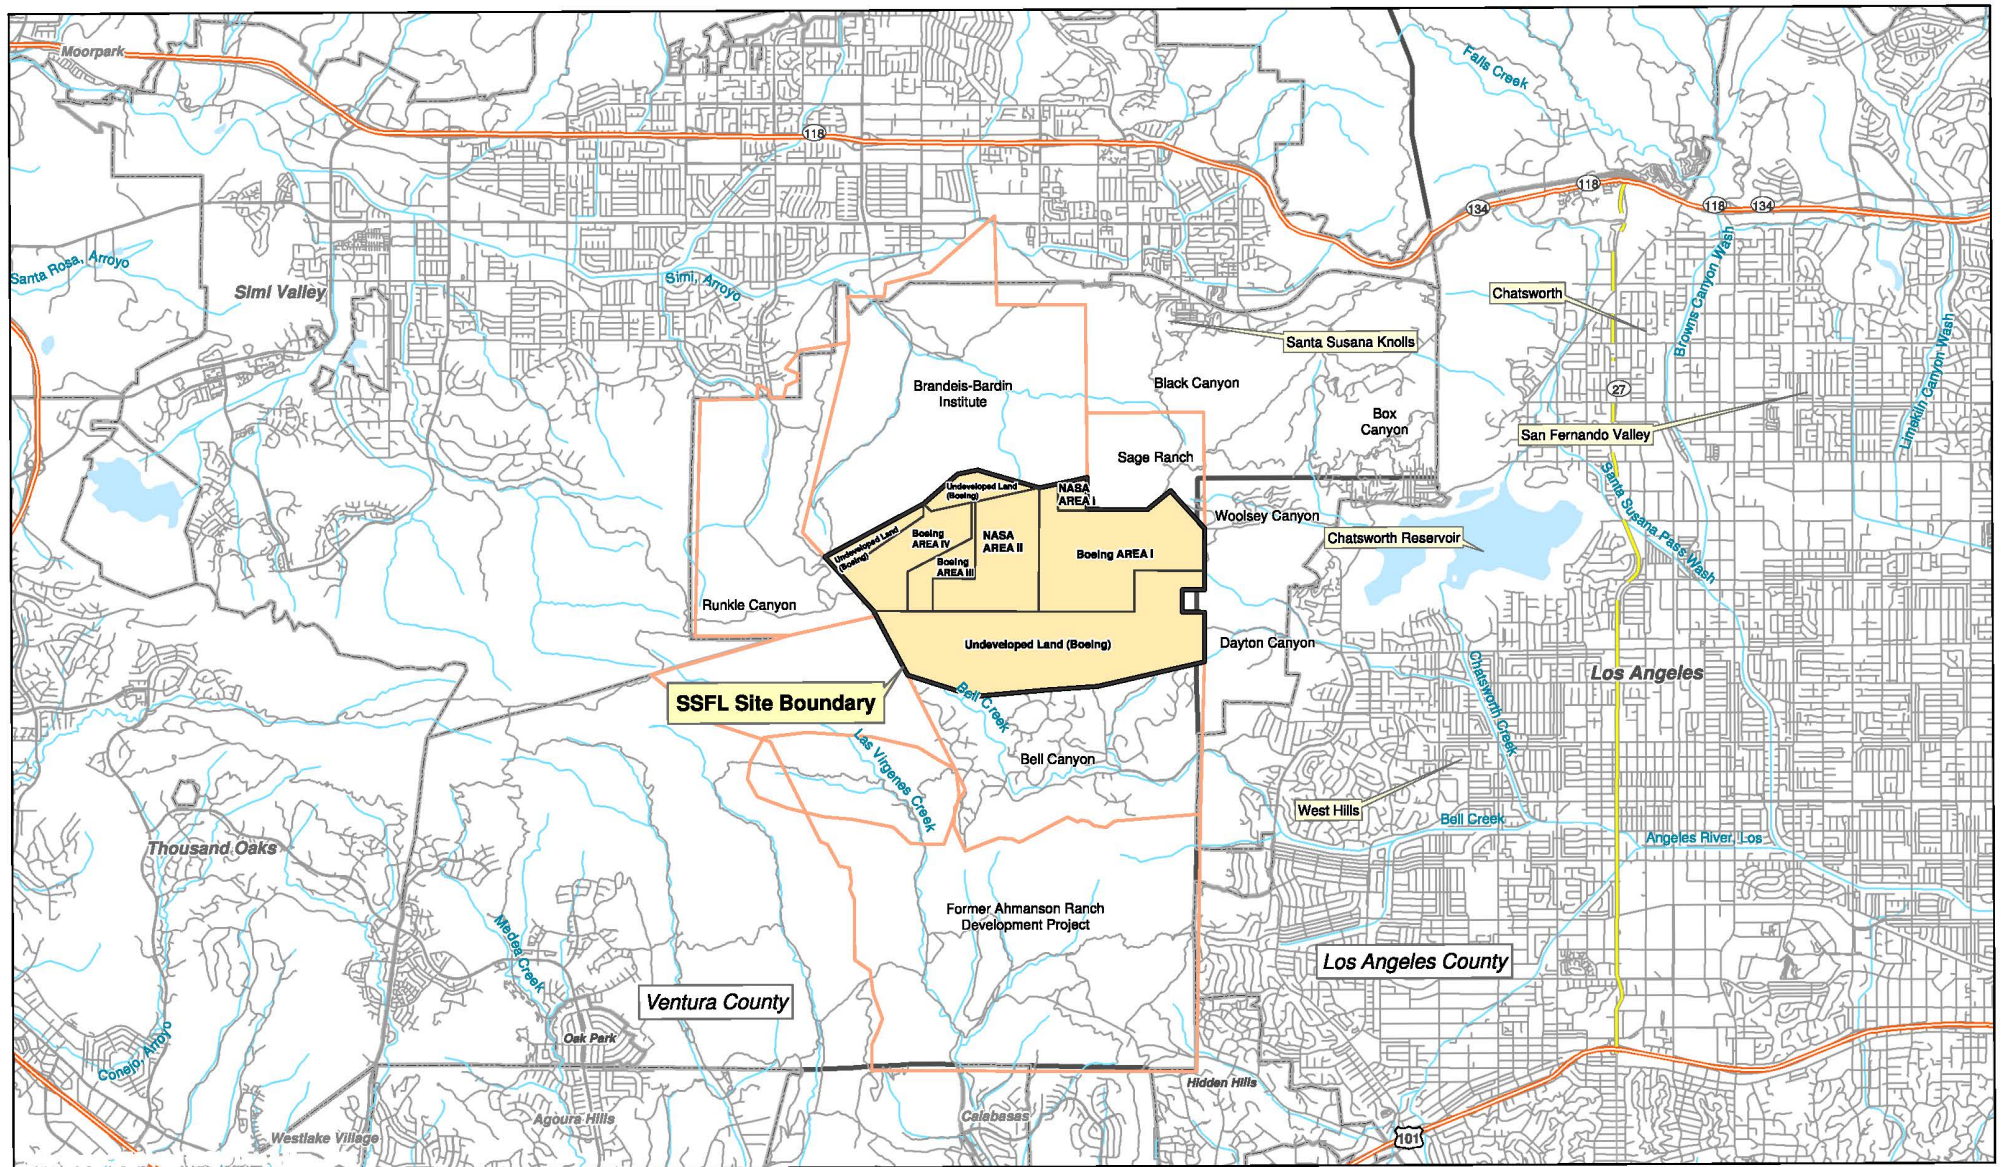 Moorpark
Falls Creek
118
118
134
118
134
Santa Rosa, Arroyo
Simi Valley
Simi, Arroyo
Chatsworth
Browns Canyon Wash
Limekiln Canyon Wash
Santa Susana Knolls
Brandeis-Bardin
Institute
Black Canyon
27
Box
Canyon
San Fernando Valley
Sage Ranch
Santa Susana Pass Wash
Undeveloped Land
(Boeing)
NASA
AREA I
Woolsey Canyon
Chatsworth Reservoir
Undeveloped Land
(Boeing)
Boeing
AREA IV
NASA
AREA II
Boeing AREA I
Boeing
AREA III
Runkle Canyon
Undeveloped Land (Boeing)
Dayton Canyon
Los Angeles
SSFL Site Boundary
Bell Creek
Chatsworth Creek
Las Virgenes Creek
Bell Canyon
West Hills
Bell Creek
Angeles River, Los
Thousand Oaks
Former Ahmanson Ranch
Development Project
Medea Creek
Los Angeles County
Ventura County
Oak Park
Conejo, Arroyo
Hidden Hills
Agoura Hills
Calabasas
Westlake Village
101